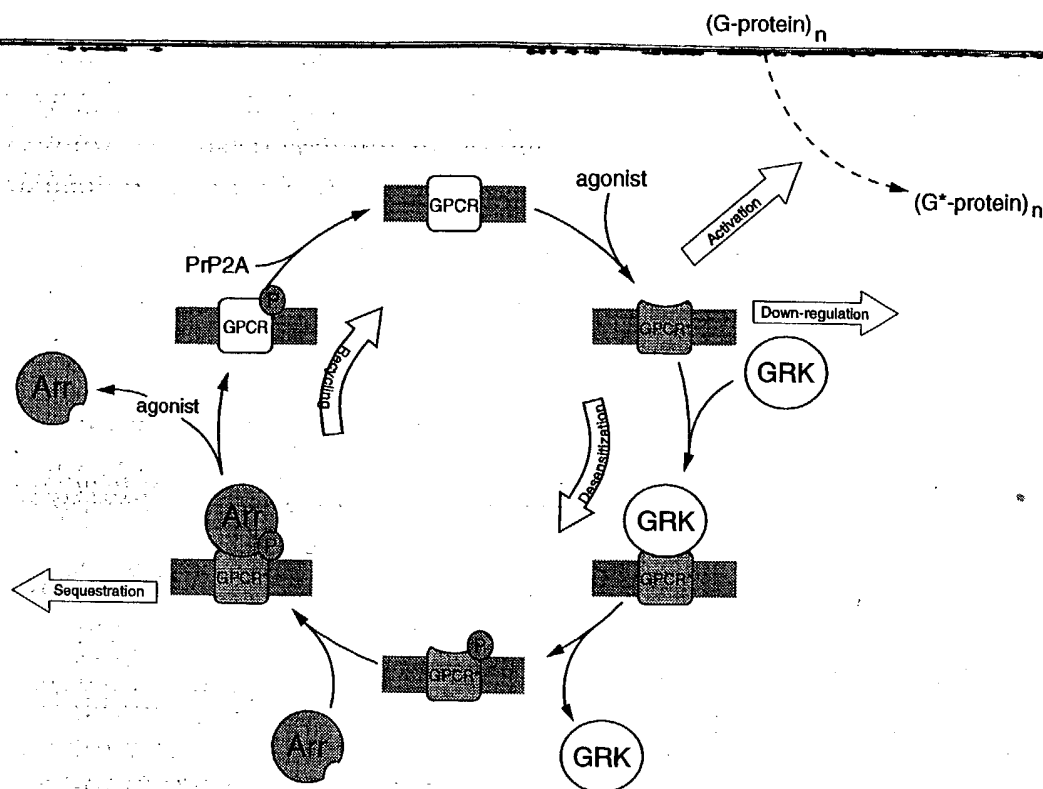 (G-protein)n
agonist
GPCR
Activation
(G*-protein)n
PrP2A
P
GPCR
GPCR*
Down-regulation
GRK
Recycling
Arr
agonist
Desensitization
Arr*
P
GPCR*
GRK
GPCR*
Sequestration
P
GPCR*
Arr
GRK